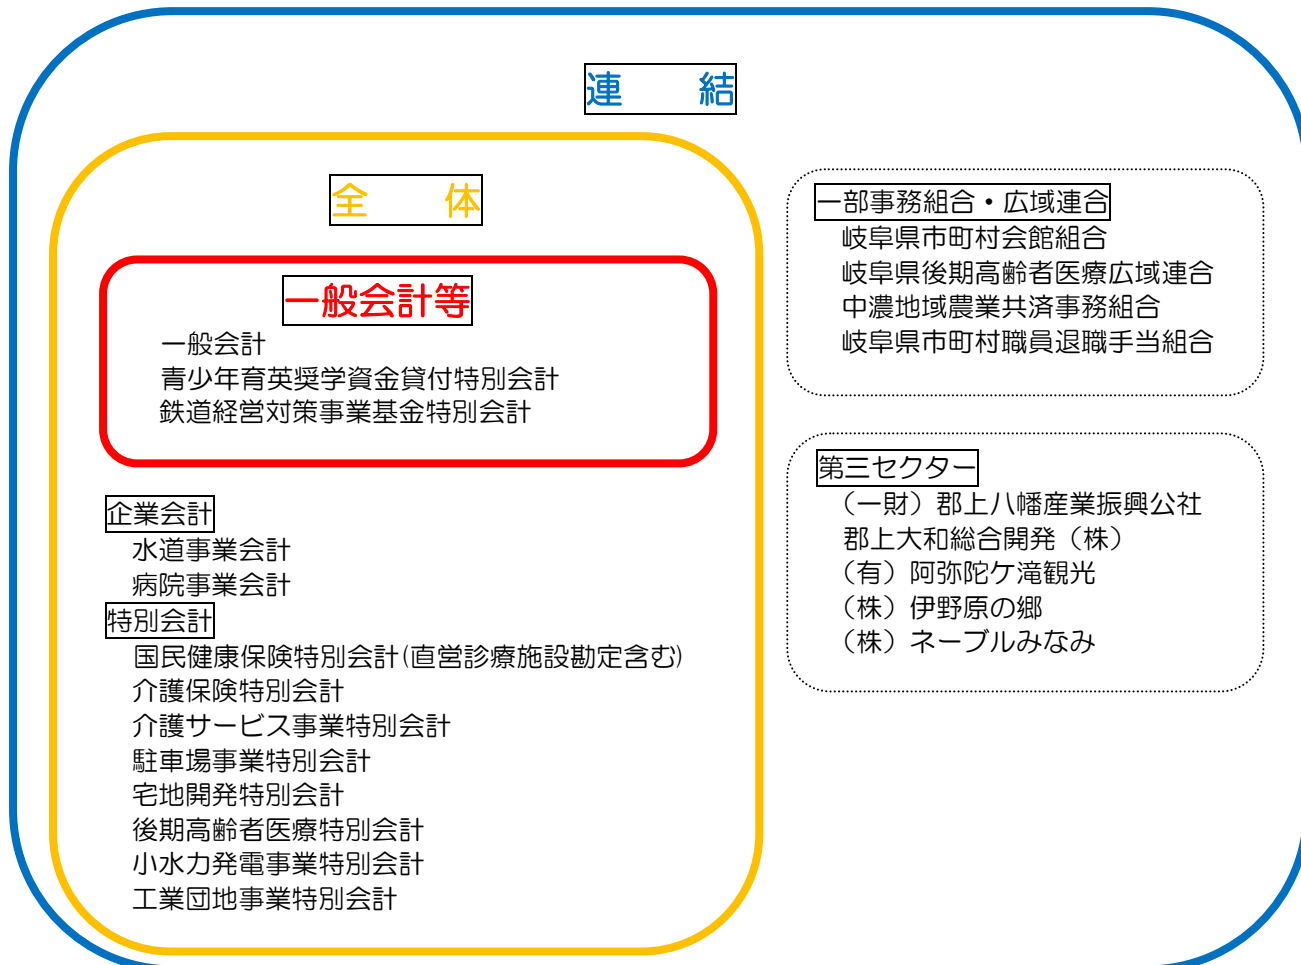 連　　結
全　　体
一般会計等
一般会計
青少年育英奨学資金貸付特別会計
鉄道経営対策事業基金特別会計
企業会計
水道事業会計
病院事業会計
特別会計
国民健康保険特別会計(直営診療施設勘定含む)
介護保険特別会計
介護サービス事業特別会計
駐車場事業特別会計
宅地開発特別会計
後期高齢者医療特別会計
小水力発電事業特別会計
工業団地事業特別会計
一部事務組合・広域連合
岐阜県市町村会館組合
岐阜県後期高齢者医療広域連合
中濃地域農業共済事務組合
岐阜県市町村職員退職手当組合
第三セクター
（一財）郡上八幡産業振興公社
郡上大和総合開発（株）
（有）阿弥陀ケ滝観光
（株）伊野原の郷
（株）ネーブルみなみ